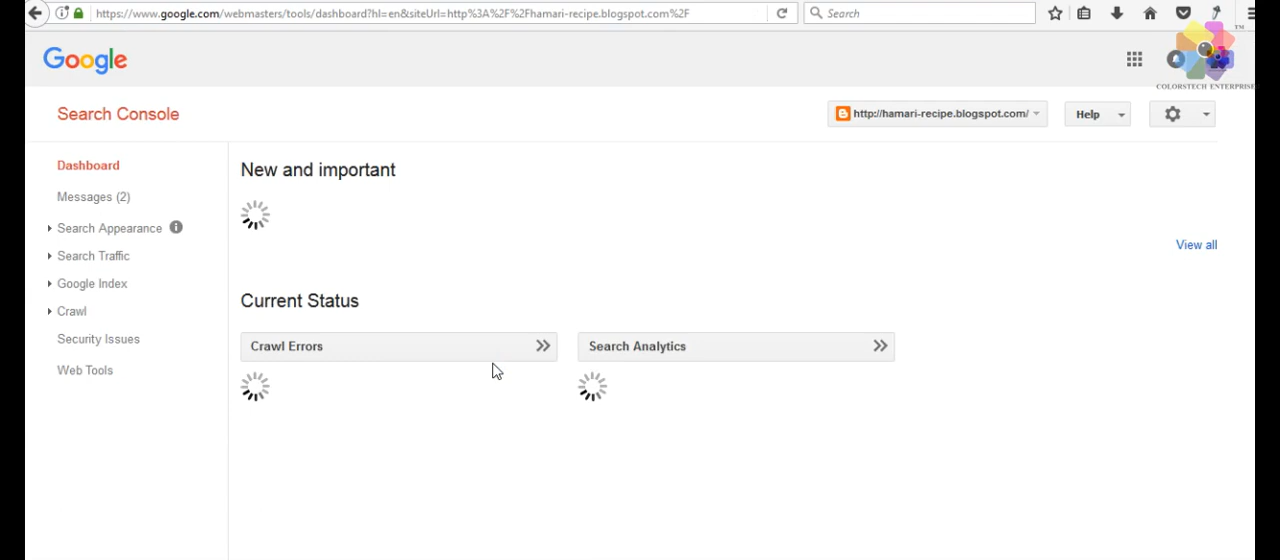 https://www.google.com/webmasters/tools/dashboard?hl=en&siteUrl=http%3A%2F%2Fhamari-recipe.blogspot.com%2F
Search
Google
TM
COLORSTECH ENTERPRISE
Search Console
http://hamari-recipe.blogspot.com/
Help
Dashboard
New and important
Messages (2)
Search Appearance
View all
Search Traffic
Google Index
Current Status
Crawl
Security Issues
Crawl Errors
Search Analytics
Web Tools